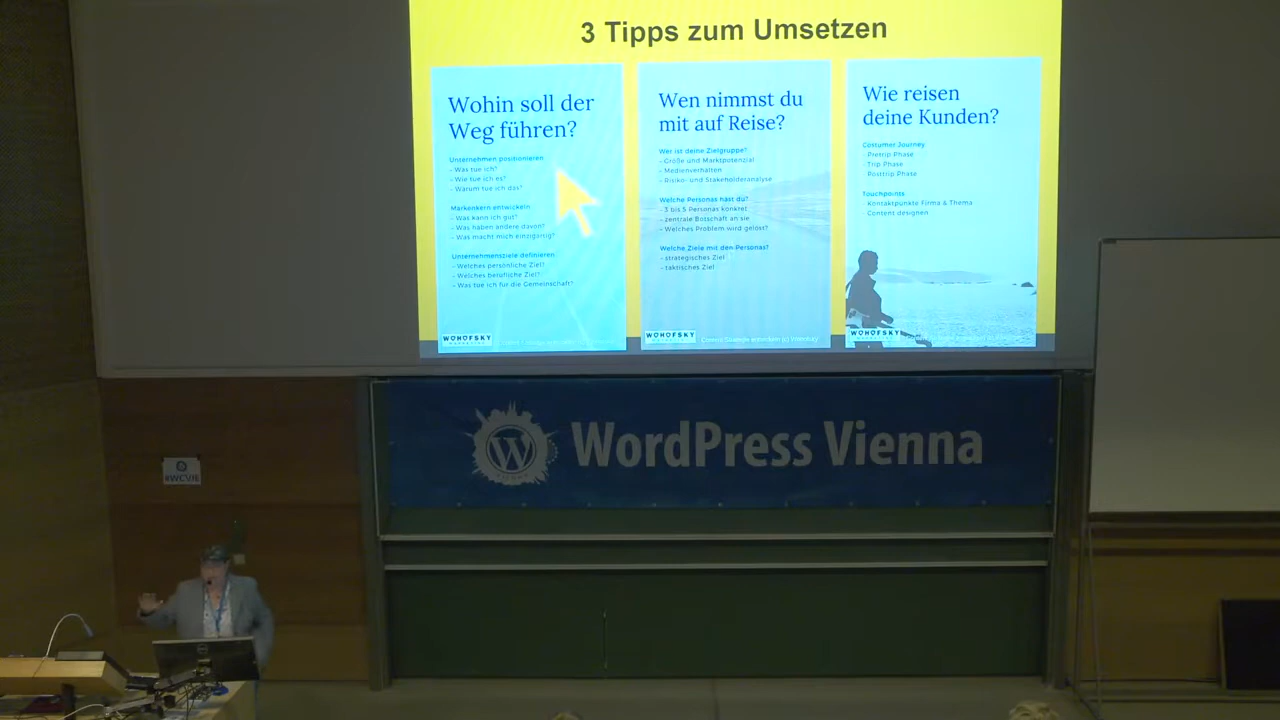 3 Tipps zum Umsetzen
Wohin soll der
Weg führen?
Unternehmen positionieren
- Was tue ich?
- Wie tue ich es?
- Warum tue ich das?
Markenkern entwickeln
- Was kann ich gut?
- Was haben andere davon?
- Was macht mich einzigartig?
Unternehmensziele definieren
- Welches persönliche Ziel?
- Welches berufliche Ziel?
- Was tue ich für die Gemeinschaft?
WOHOFSKY
Wen nimmst du
mit auf Reise?
Wer ist deine Zielgruppe?
- Größe und Marktpotenzial
- Medienverhalten
- Risiko- und Stakeholderanalyse
Welche Personas hast du?
- 3 bis 5 Personas konkret
- zentrale Botschaft an sie
- Welches Problem wird gelöst?
Welche Ziele mit den Personas?
- strategisches Ziel
- taktisches Ziel
WOHOFSKY
Wie reisen
deine Kunden?
Costumer Journey
- Pretrip Phase
- Trip Phase
- Posttrip Phase
Touchpoints
- Kontaktpunkte Firma & Thema
- Content designen
WOHOFSKY
WordPress Vienna
#WCVIE